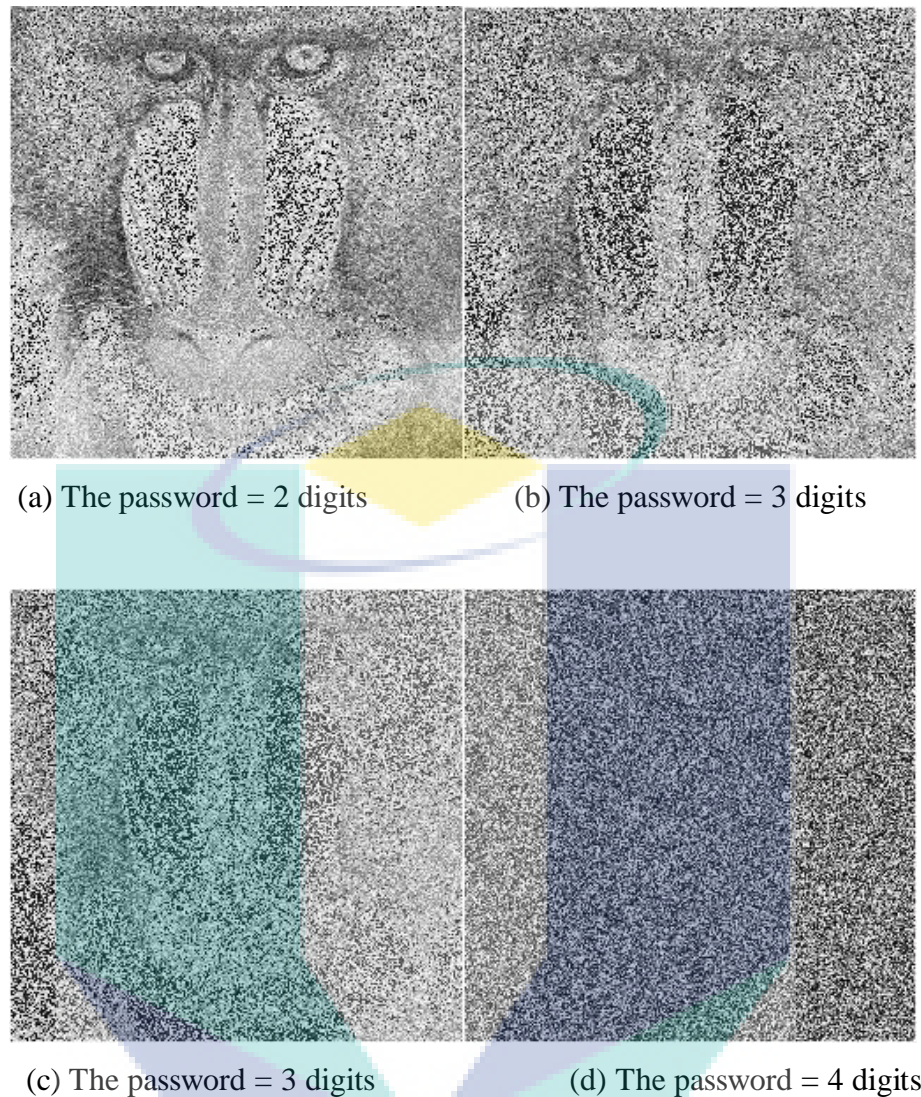 (a) The password = 2 digits
(b) The password = 3 digits
(c) The password = 3 digits
(d) The password = 4 digits